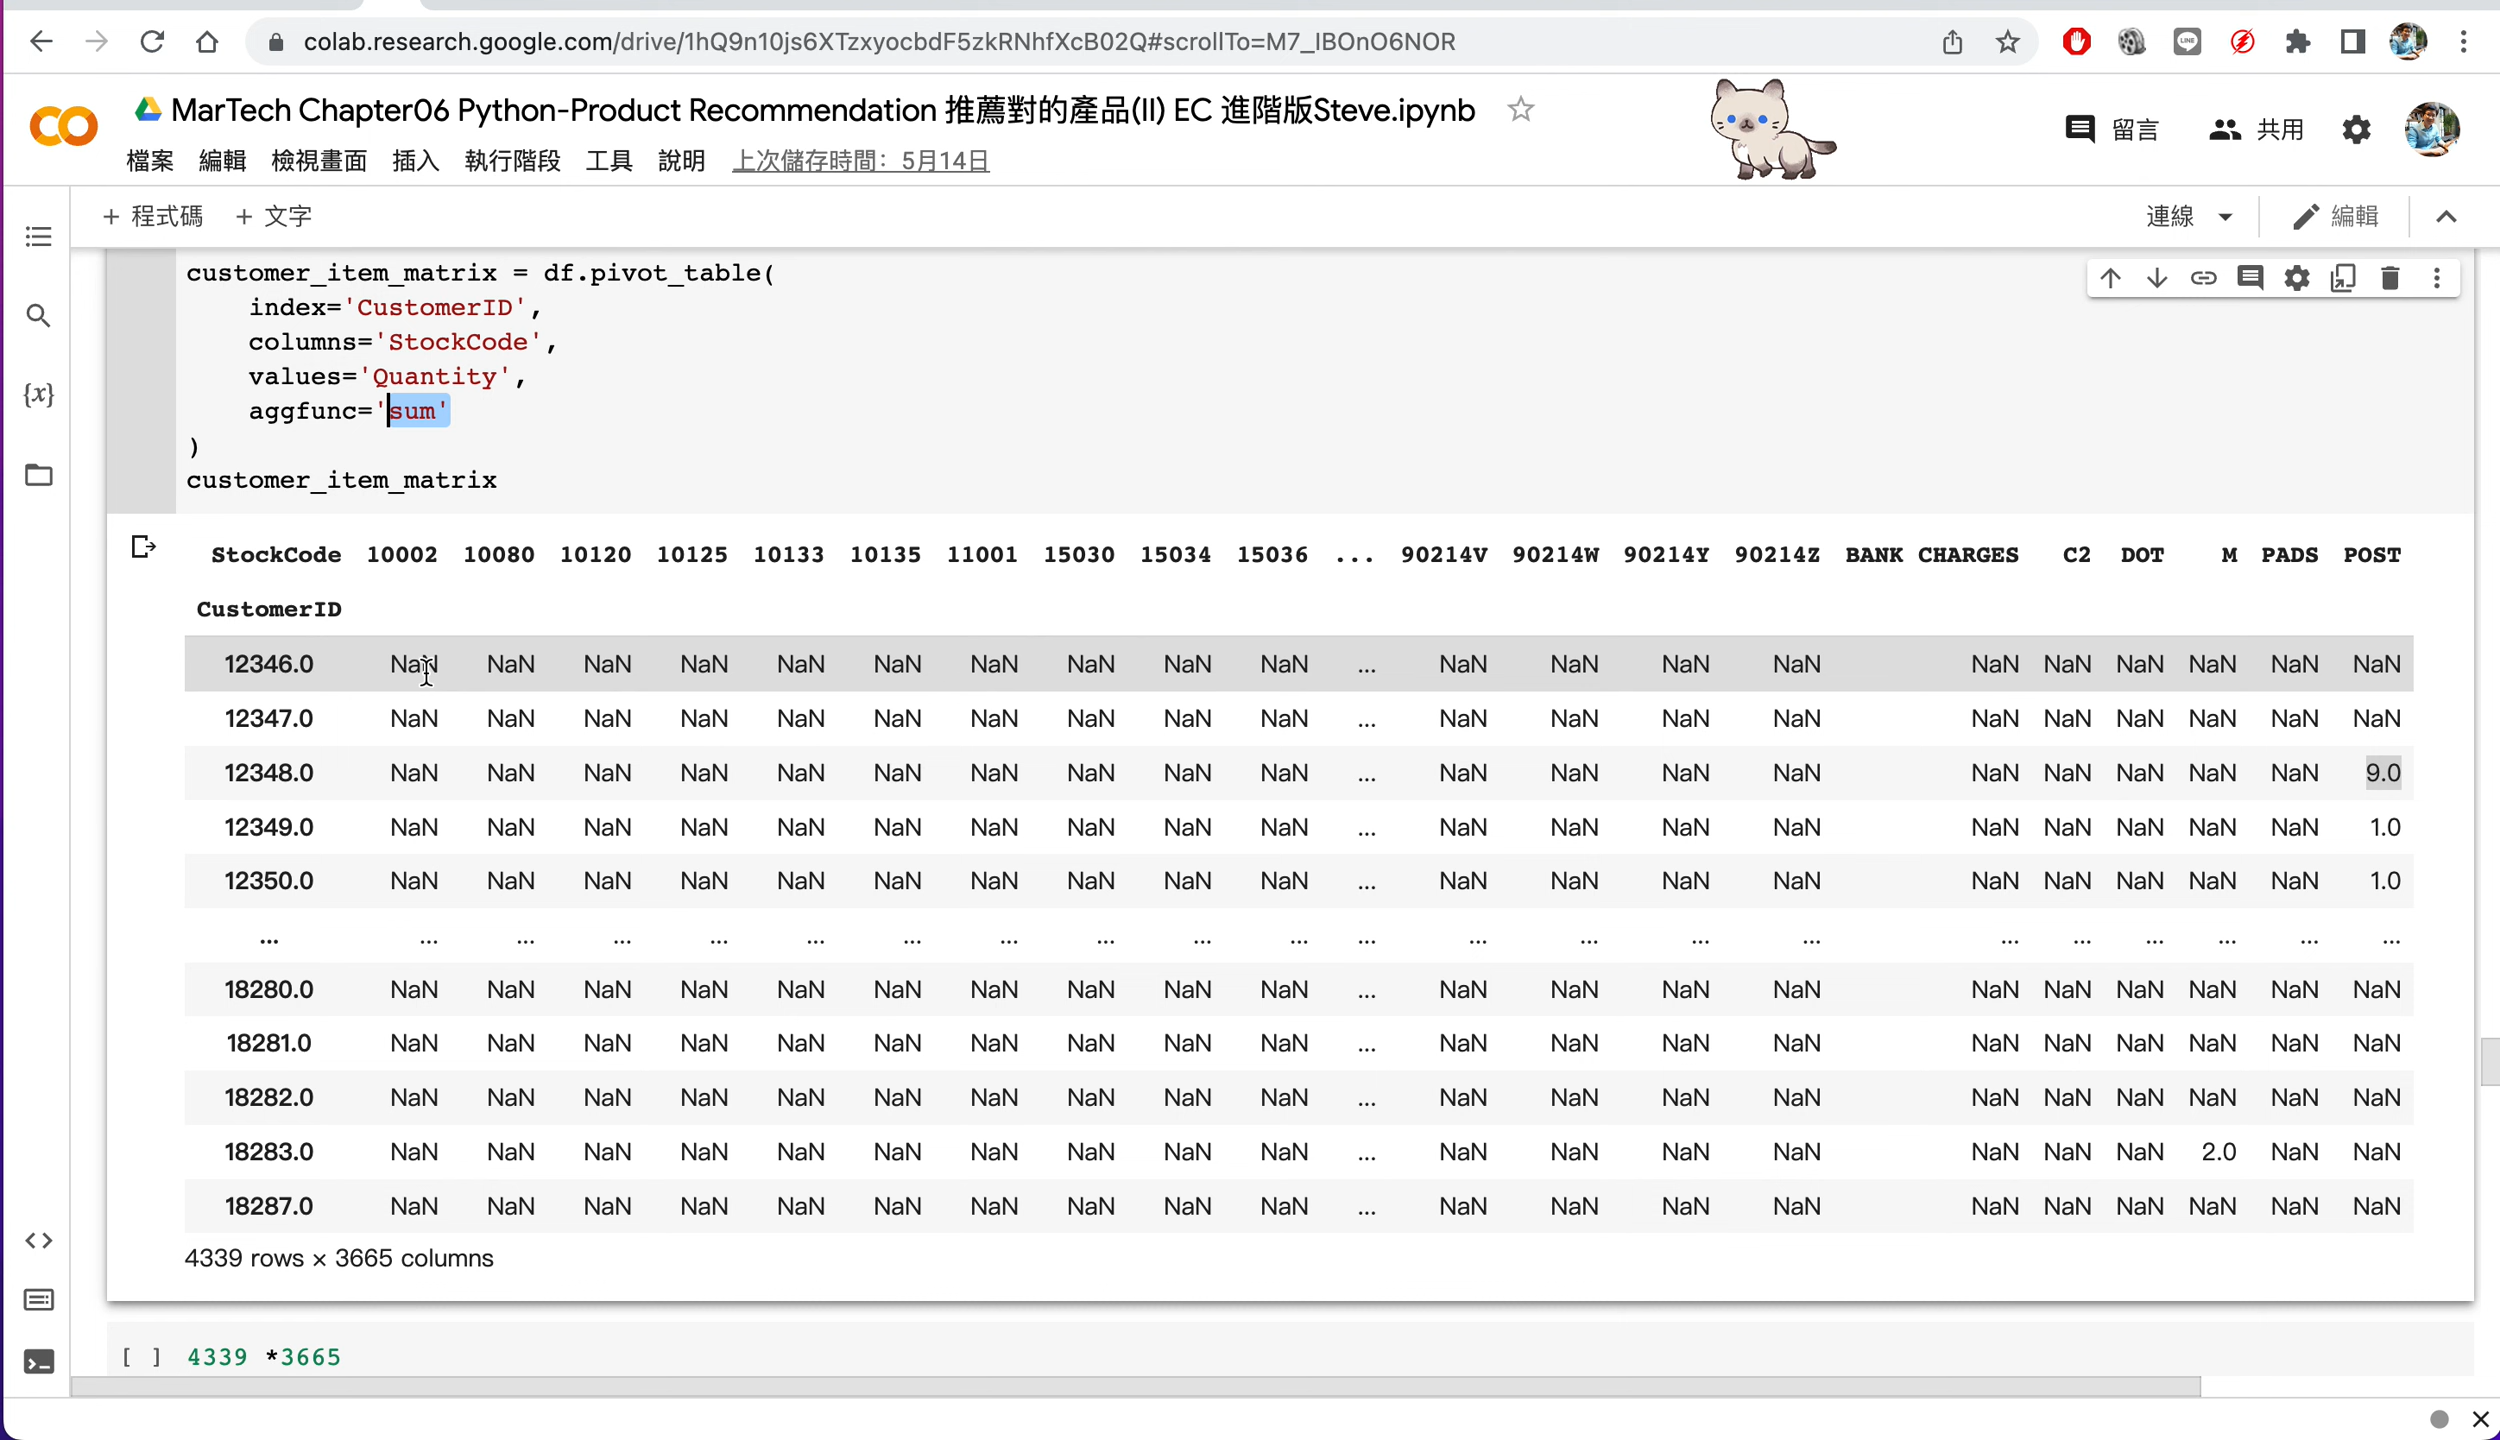 colab.research.google.com/drive/1hQ9n10js6XTzxyocbdF5zkRNhfXcB02Q#scrollTo=M7_IBOnO6NOR
LINE
CO
MarTech Chapter06 Python-Product Recommendation 推薦對的產品(II) EC 進階版Steve.ipynb
留言
共用
檔案 編輯 檢視畫面 插入 執行階段 工具 說明 上次儲存時間： 5月14日
+ 程式碼 + 文字
連線
編輯
{x}
customer_item_matrix = df.pivot_table(
index='CustomerID',
columns='StockCode',
values='Quantity',
aggfunc='sum'
)
customer_item_matrix
StockCode 10002 10080 10120 10125 10133 10135 11001 15030 15034 15036 ... 90214V 90214W 90214Y 90214Z BANK CHARGES C2 DOT M PADS POST
CustomerID
12346.0 NaN NaN NaN NaN NaN NaN NaN NaN NaN NaN ... NaN NaN NaN NaN NaN NaN NaN NaN NaN NaN
12347.0 NaN NaN NaN NaN NaN NaN NaN NaN NaN NaN ... NaN NaN NaN NaN NaN NaN NaN NaN NaN NaN
12348.0 NaN NaN NaN NaN NaN NaN NaN NaN NaN NaN ... NaN NaN NaN NaN NaN NaN NaN NaN NaN 9.0
12349.0 NaN NaN NaN NaN NaN NaN NaN NaN NaN NaN ... NaN NaN NaN NaN NaN NaN NaN NaN NaN 1.0
12350.0 NaN NaN NaN NaN NaN NaN NaN NaN NaN NaN ... NaN NaN NaN NaN NaN NaN NaN NaN NaN 1.0
... ... ... ... ... ... ... ... ... ... ... ... ... ... ... ... ... ... ... ... ... ...
18280.0 NaN NaN NaN NaN NaN NaN NaN NaN NaN NaN ... NaN NaN NaN NaN NaN NaN NaN NaN NaN NaN
18281.0 NaN NaN NaN NaN NaN NaN NaN NaN NaN NaN ... NaN NaN NaN NaN NaN NaN NaN NaN NaN NaN
18282.0 NaN NaN NaN NaN NaN NaN NaN NaN NaN NaN ... NaN NaN NaN NaN NaN NaN NaN NaN NaN NaN
18283.0 NaN NaN NaN NaN NaN NaN NaN NaN NaN NaN ... NaN NaN NaN NaN NaN NaN NaN 2.0 NaN NaN
18287.0 NaN NaN NaN NaN NaN NaN NaN NaN NaN NaN ... NaN NaN NaN NaN NaN NaN NaN NaN NaN NaN
4339 rows × 3665 columns
[ ] 4339 *3665